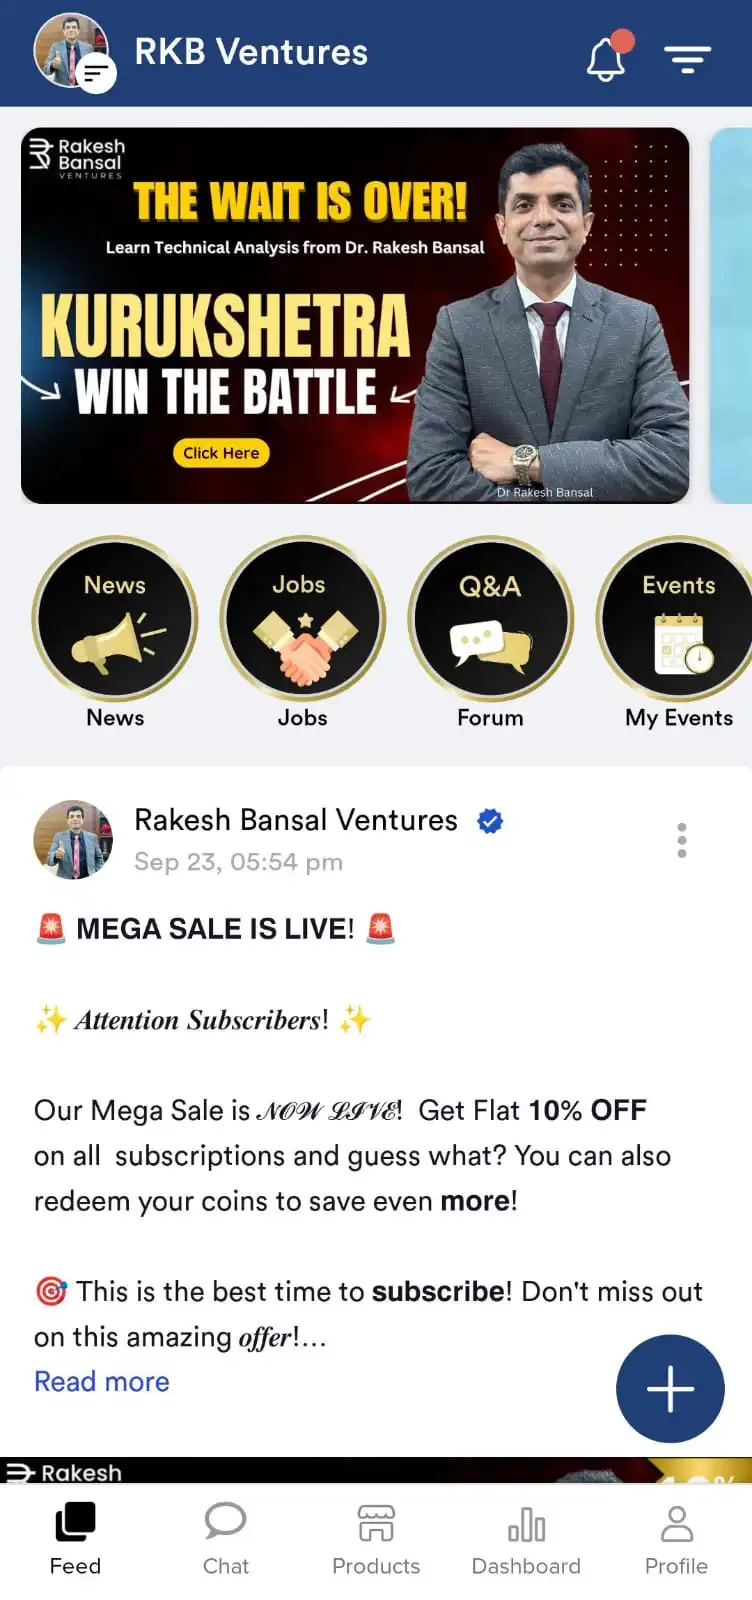 RKB Ventures
Rakesh
Bansal
VENTURES
THE WAIT IS OVER!
Learn Technical Analysis from Dr. Rakesh Bansal
KURUKSHETRA
WIN THE BATTLE
Click Here
Dr Rakesh Bansal
News
Jobs
Q&A
Events
News
Jobs
Forum
My Events
Rakesh Bansal Ventures
Sep 23, 05:54 pm
🚨 MEGA SALE IS LIVE! 🚨
✨ Attention Subscribers! ✨
Our Mega Sale is NOW LIVE! Get Flat 10% OFF
on all subscriptions and guess what? You can also
redeem your coins to save even more!
🎯 This is the best time to subscribe! Don't miss out
on this amazing offer!...
Read more
Rakesh
Feed
Chat
Products
Dashboard
Profile